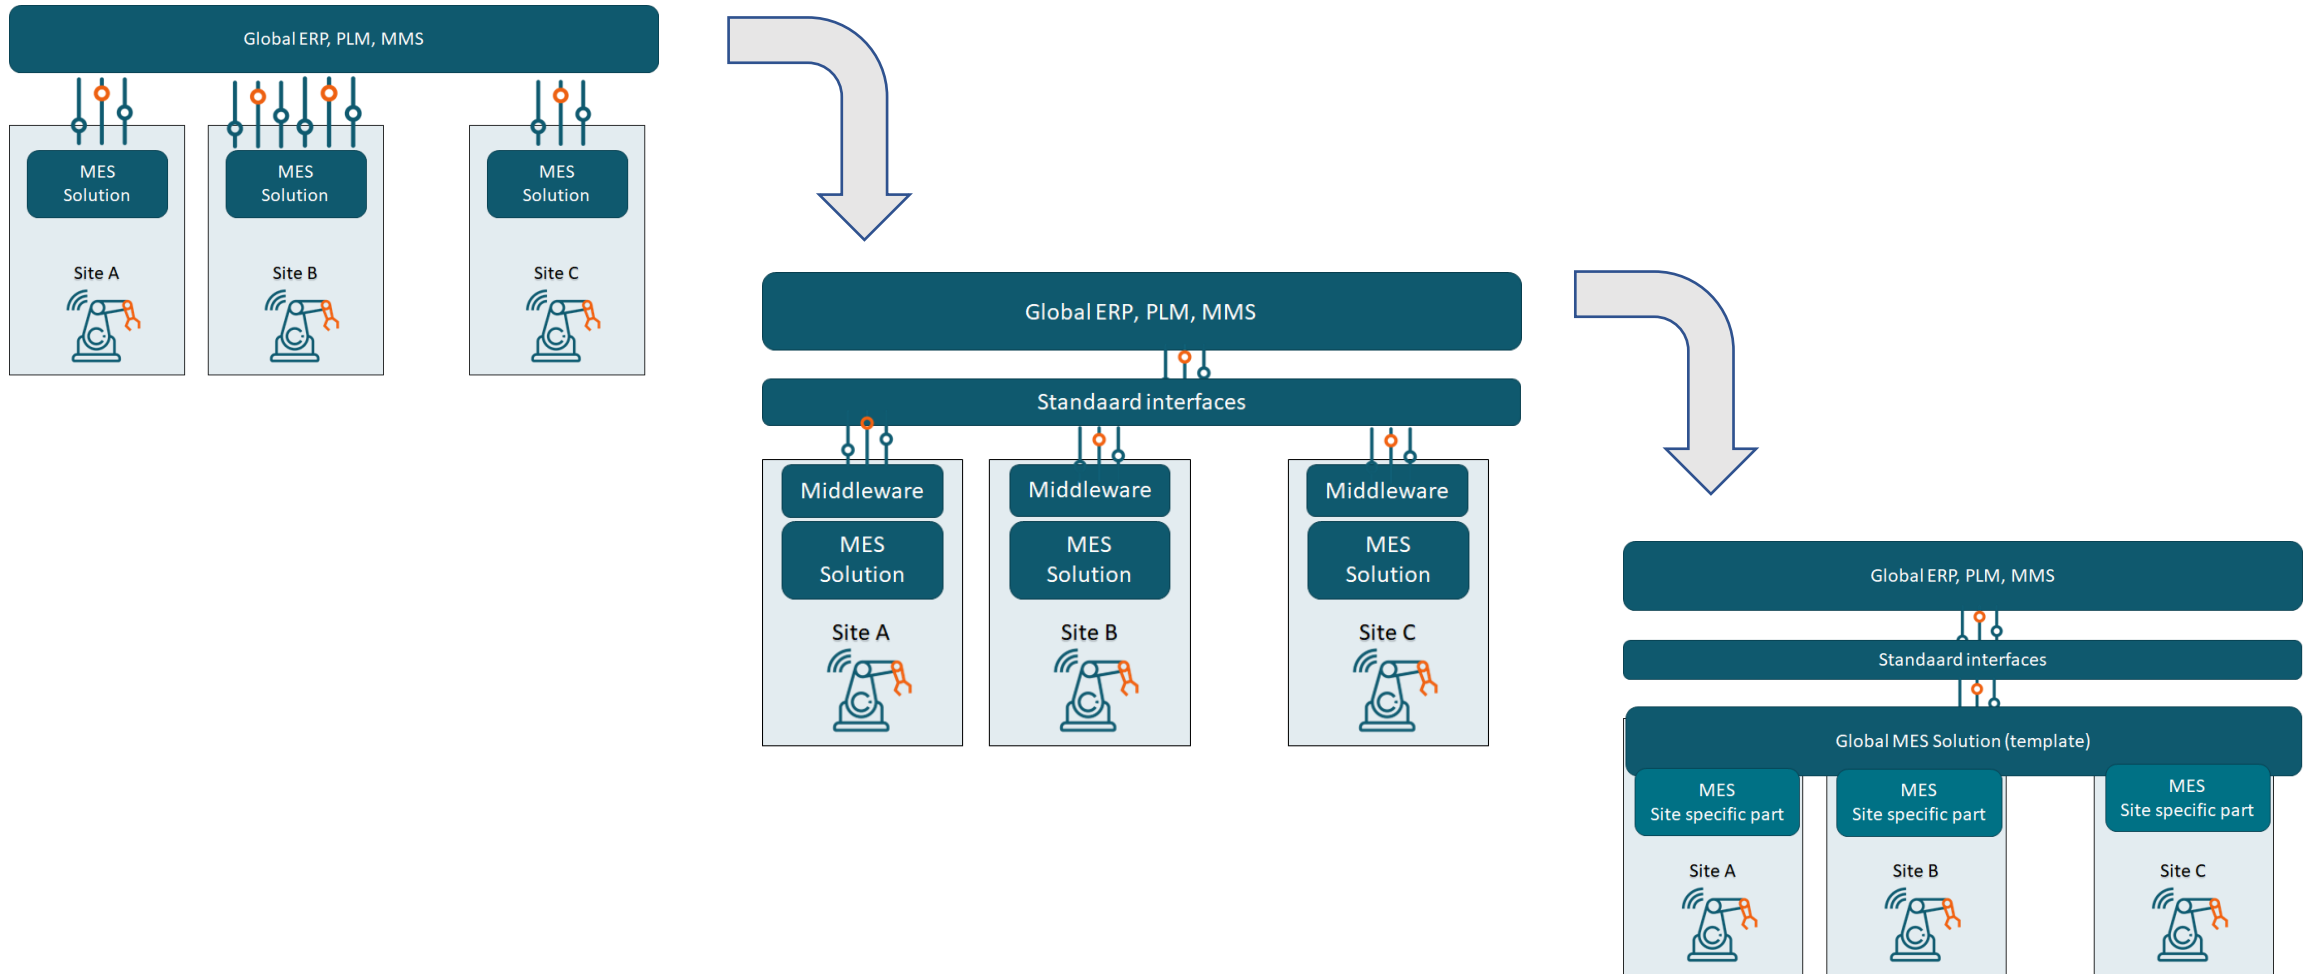 Global ERP, PLM, MMS
MES
Solution
MES
Solution
MES
Solution
Site A
Site B
Site C
Global ERP, PLM, MMS
Standaard interfaces
Middleware
Middleware
Middleware
MES
Solution
MES
Solution
MES
Solution
Site A
Site B
Site C
Global ERP, PLM, MMS
Standaard interfaces
Global MES Solution (template)
MES
Site specific part
MES
Site specific part
MES
Site specific part
Site A
Site B
Site C